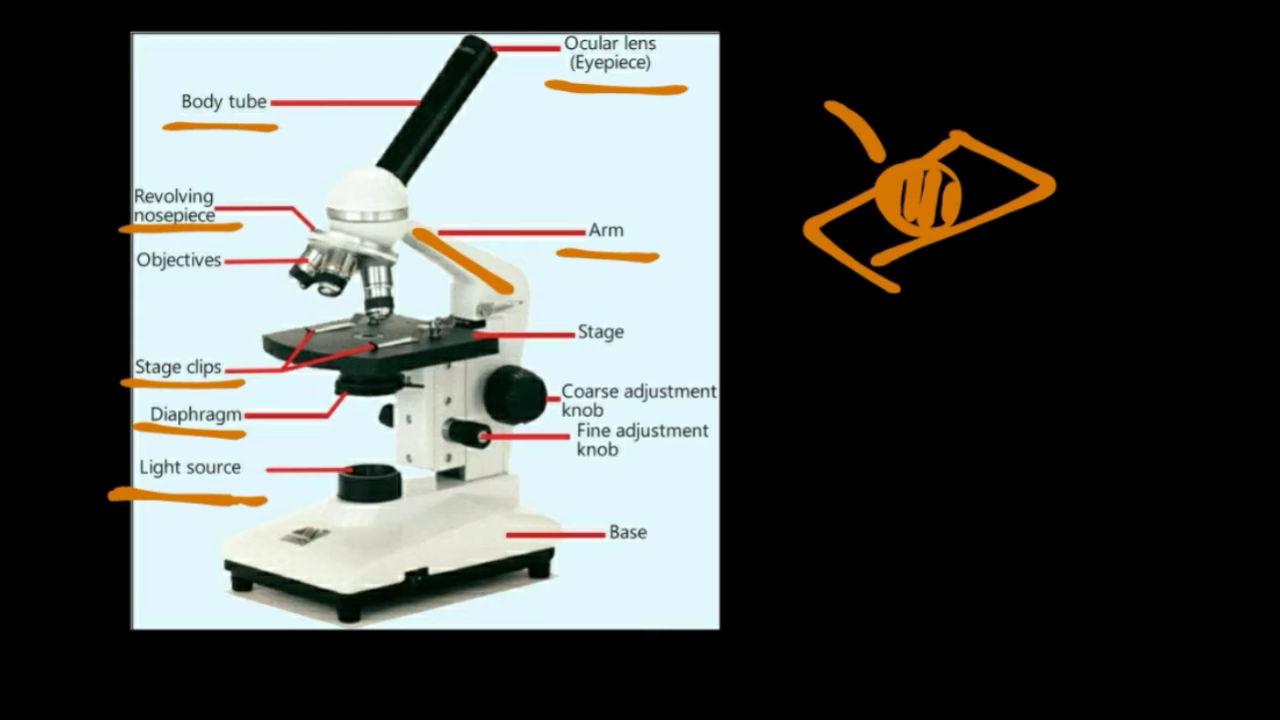 Ocular lens
(Eyepiece)
Body tube
Revolving
nosepiece
Arm
Objectives
Stage
Stage clips
Coarse adjustment
knob
Diaphragm
Fine adjustment
knob
Light source
Base